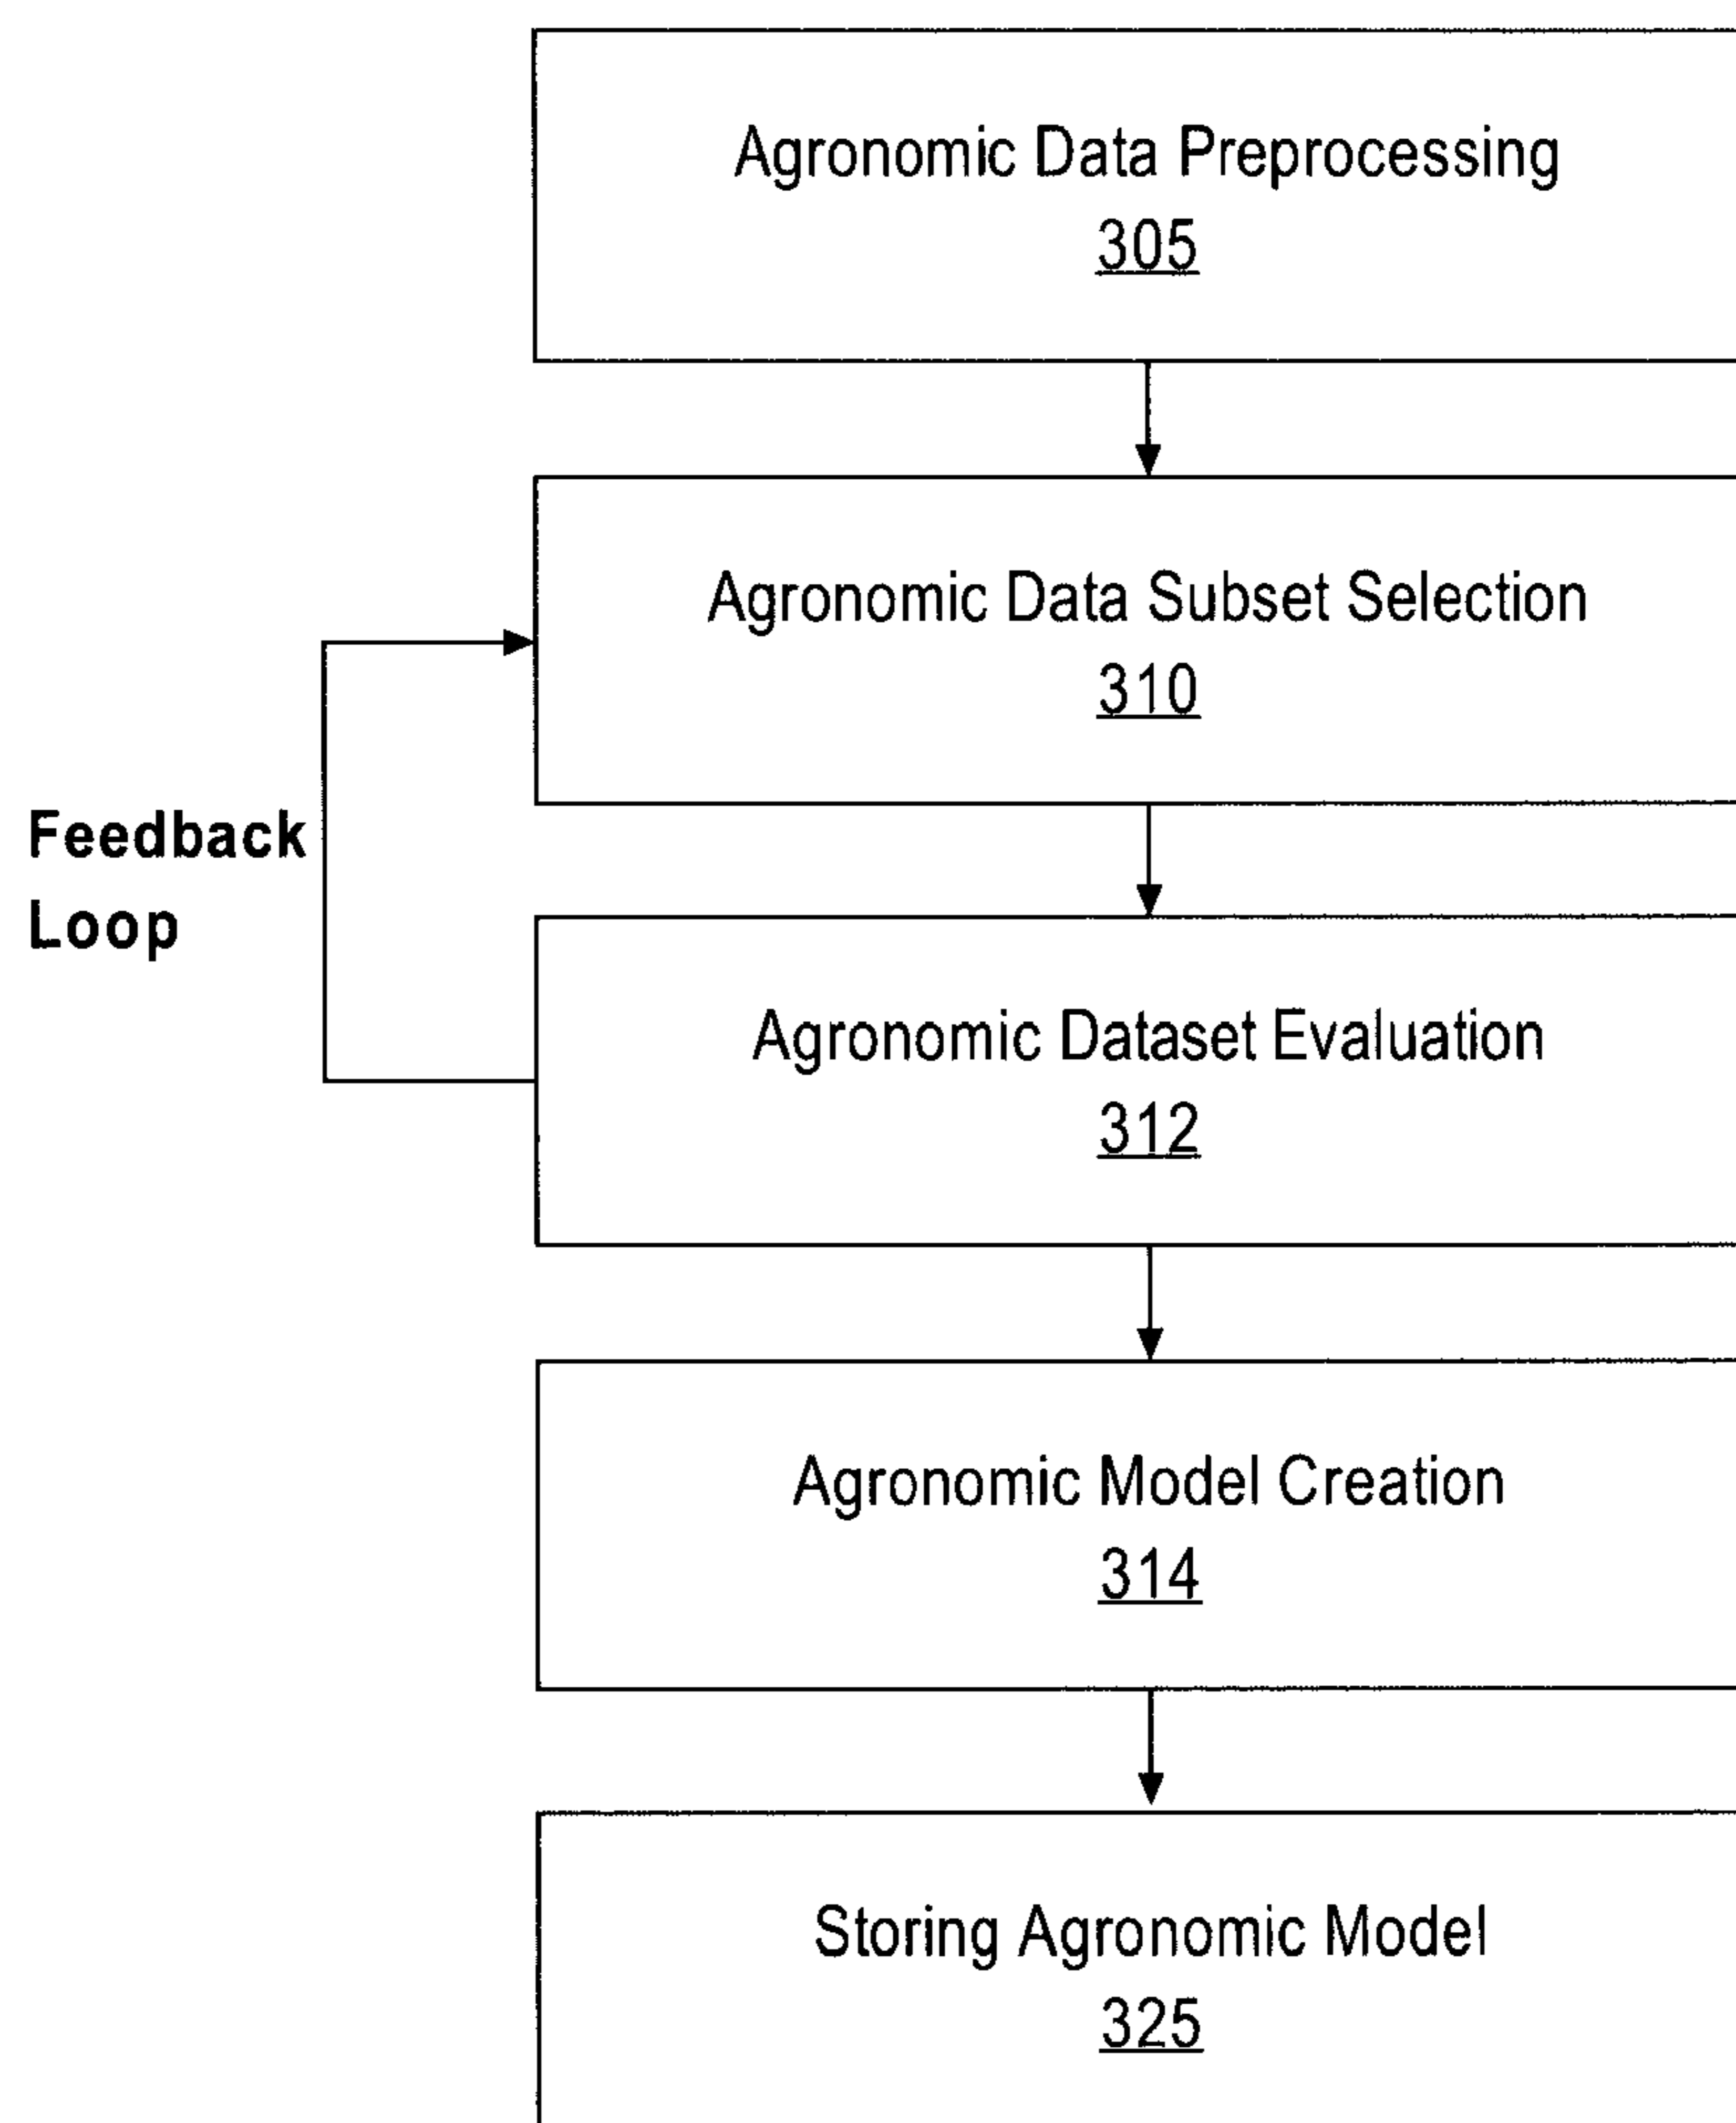 Agronomic Data Preprocessing
305
Agronomic Data Subset Selection
310
Feedback
Loop
Agronomic Dataset Evaluation
312
Agronomic Model Creation
314
Storing Agronomic Model
325